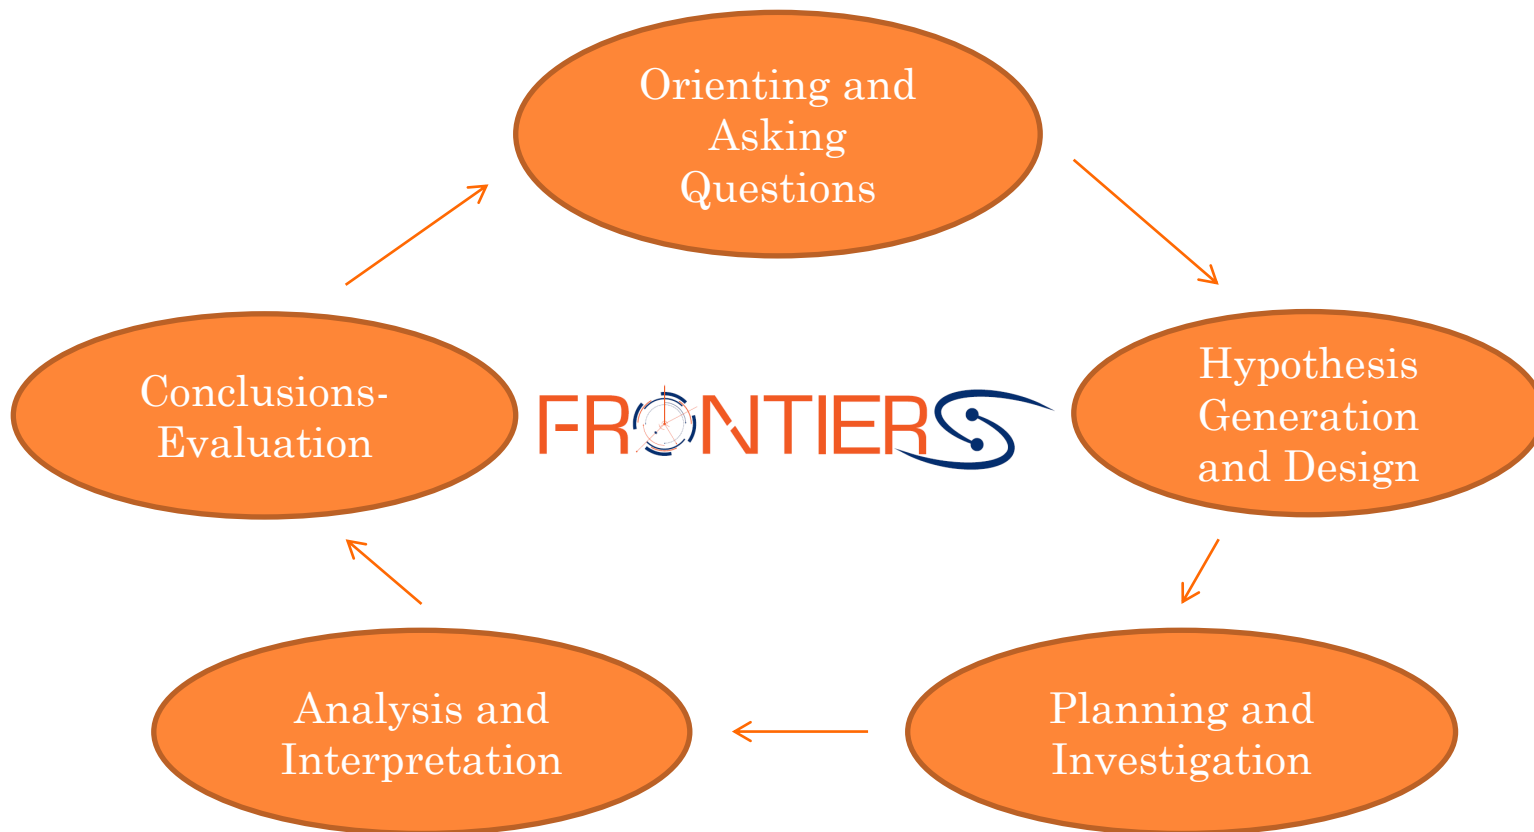 Orienting and
Asking
Questions
Hypothesis
Generation
and Design
Planning and
Investigation
Analysis and
Interpretation
Conclusions-
Evaluation
FRONTIERS